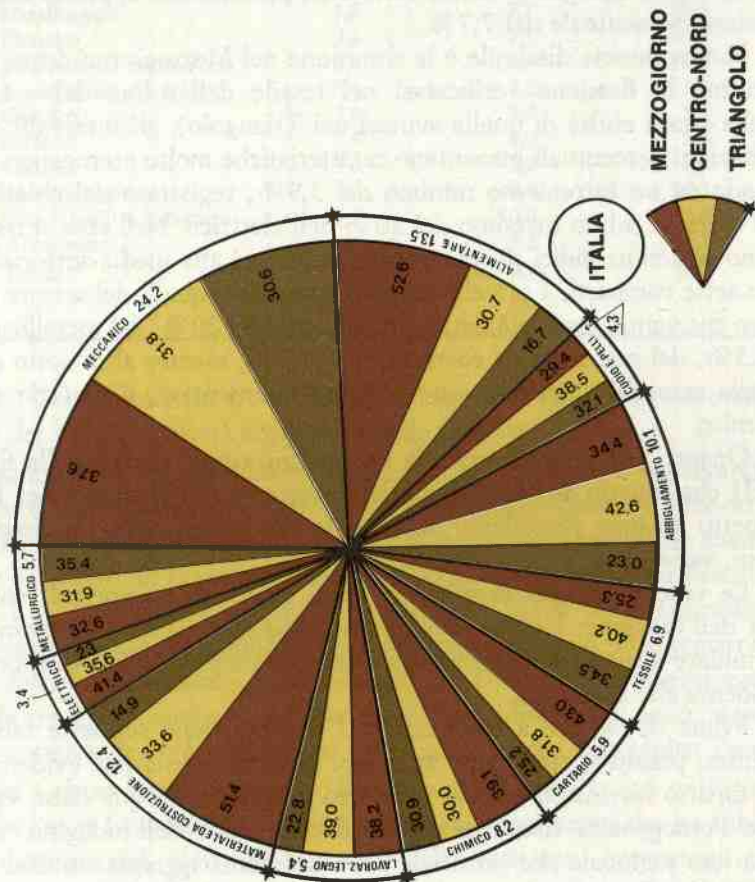 MECCANICO 24,2
37.6
31.8
30.6
ALIMENTARE 13.5
52.6
30.7
16.7
CUOIO E PELLI
4,3
29.4
38.5
32.1
ABBIGLIAMENTO 10.1
34.4
42.6
23.0
TESSILE 6.9
25.3
40.2
34.5
CARTARIO 5.9
43.0
31.8
25.2
CHIMICO 8.2
39.1
30.0
30.9
LAVORAZ. LEGNO 5.4
38.2
39.0
22.8
MATERIALE DA COSTRUZIONE 12.4
51.4
33.6
14.9
ELETTRICO
3.4
41.4
35.6
23
METALLURGICO 5,7
32.6
31.9
35.4
ITALIA
MEZZOGIORNO
CENTRO-NORD
TRIANGOLO